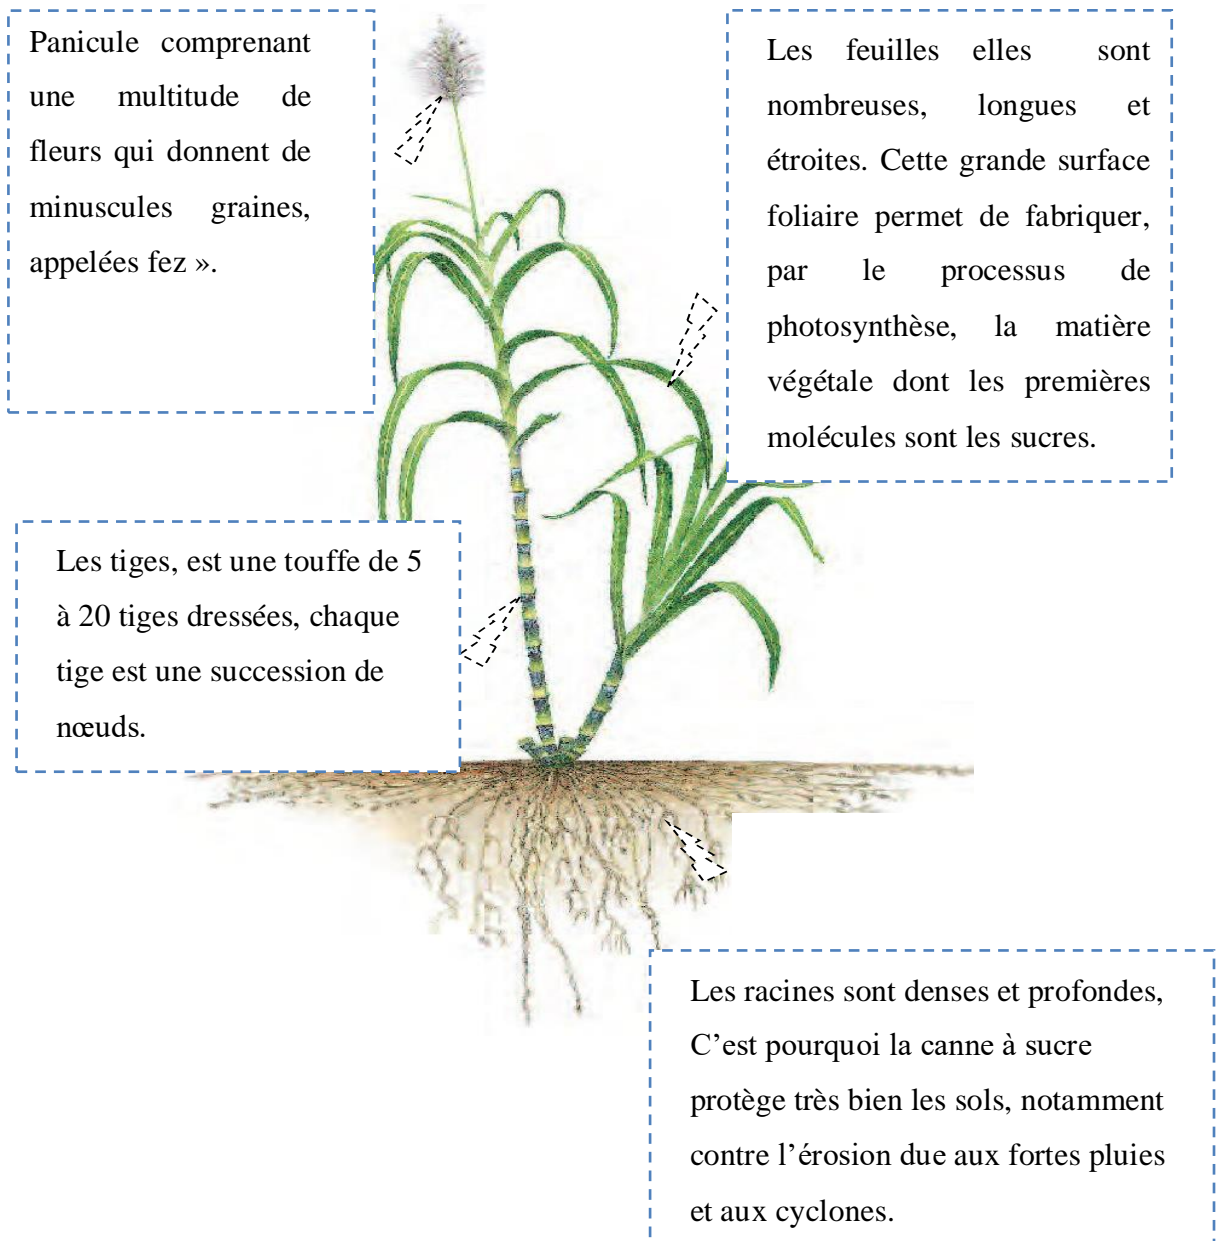 Panicule comprenant
une multitude de
fleurs qui donnent de
minuscules graines,
appelées fez ».
Les feuilles elles sont
nombreuses, longues et
étroites. Cette grande surface
foliaire permet de fabriquer,
par le processus de
photosynthèse, la matière
végétale dont les premières
molécules sont les sucres.
Les tiges, est une touffe de 5
à 20 tiges dressées, chaque
tige est une succession de
nœuds.
Les racines sont denses et profondes,
C’est pourquoi la canne à sucre
protège très bien les sols, notamment
contre l’érosion due aux fortes pluies
et aux cyclones.